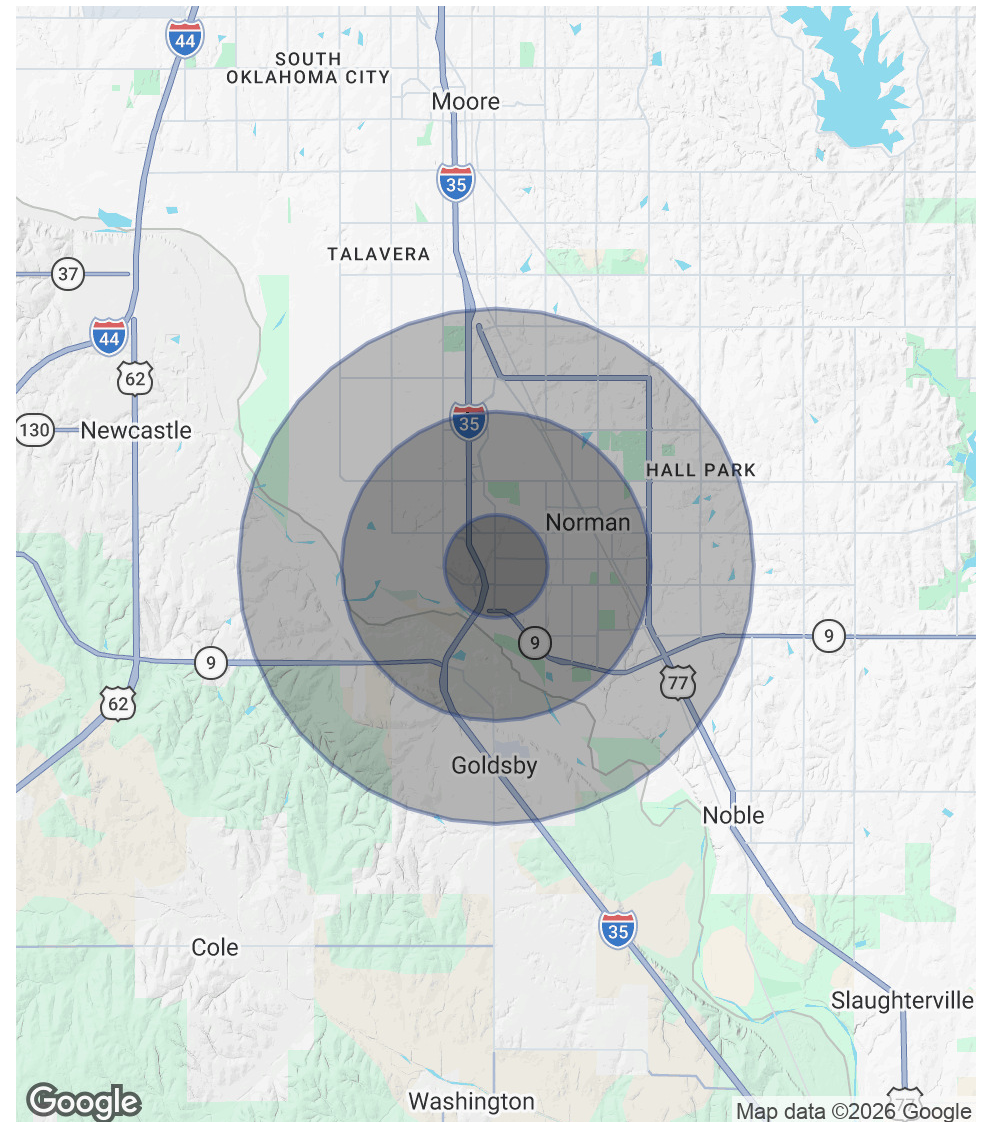 44
SOUTH
OKLAHOMA CITY
Moore
35
TALAVERA
37
44
62
130
Newcastle
35
HALL PARK
Norman
9
9
9
62
77
Goldsby
Noble
35
Cole
Slaughterville
77
Washington
Google
Map data ©2026 Google